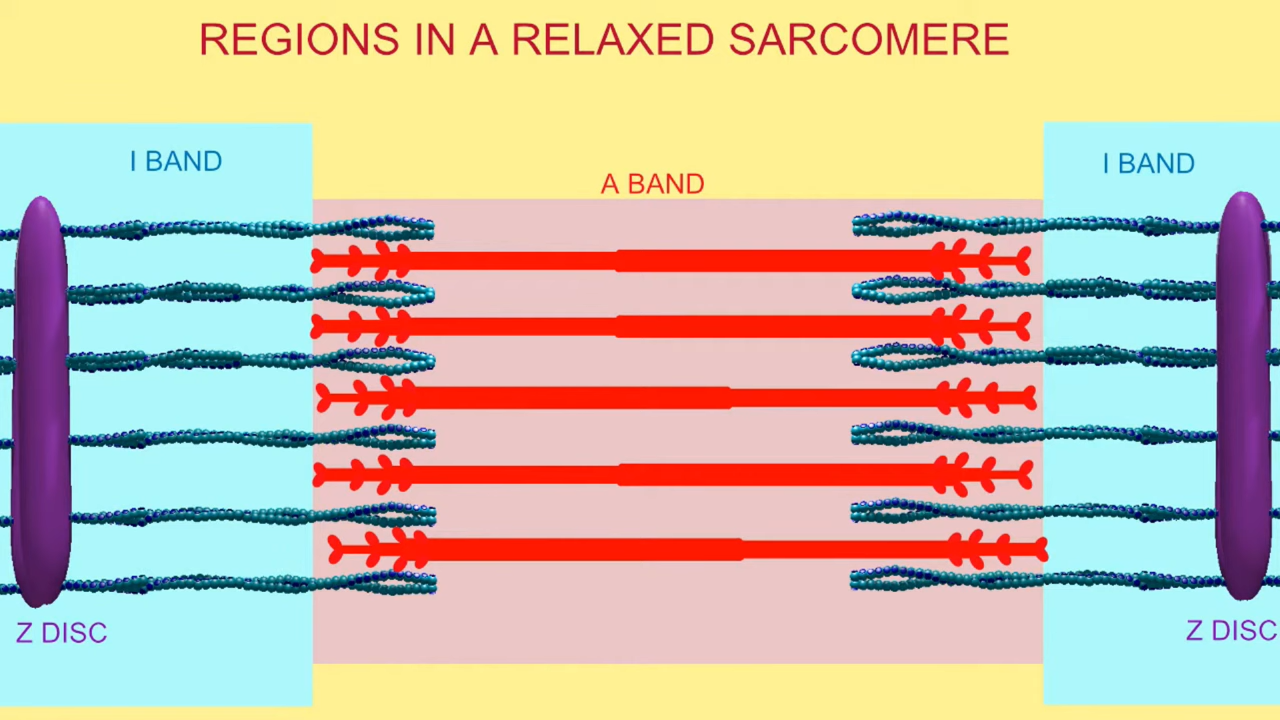 REGIONS IN A RELAXED SARCOMERE
I BAND
I BAND
A BAND
Z DISC
Z DISC